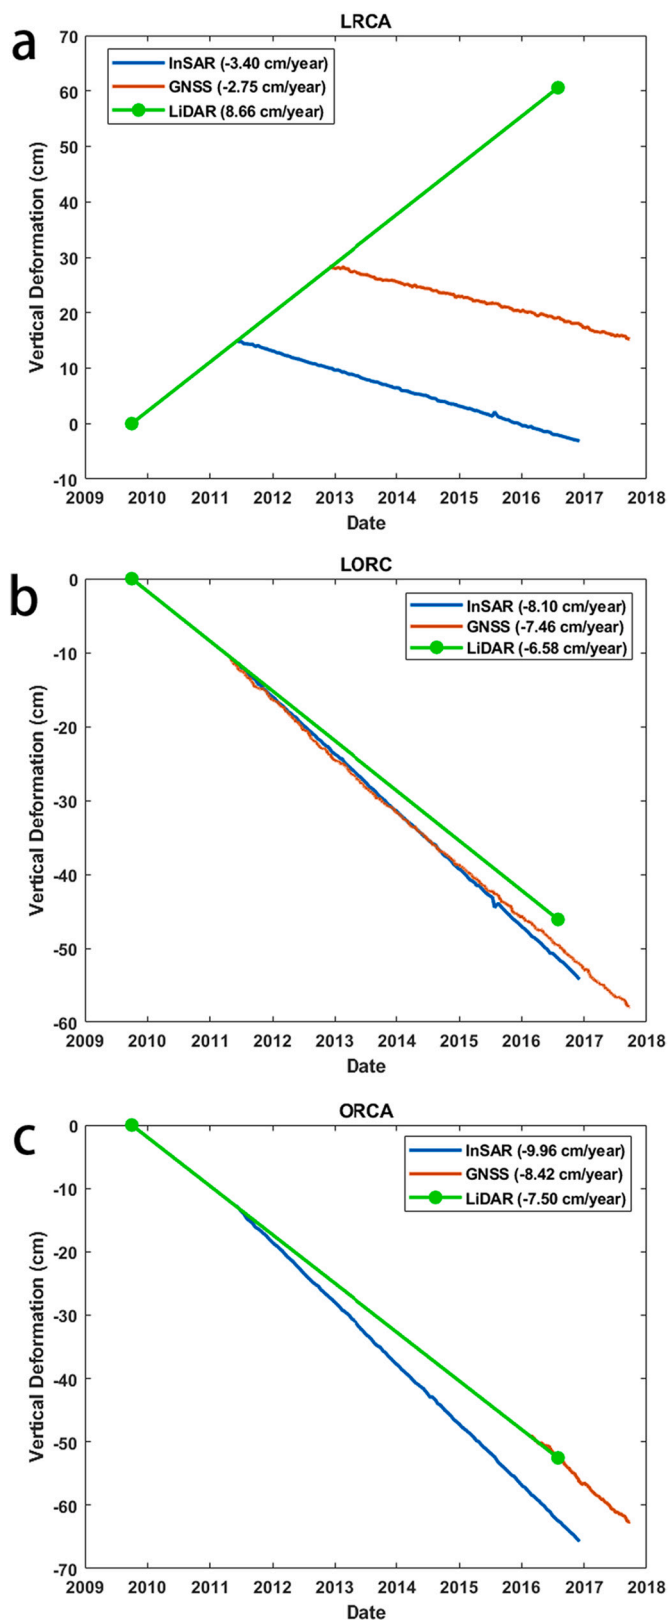 a
LRCA
InSAR (-3.40 cm/year)
GNSS (-2.75 cm/year)
LiDAR (8.66 cm/year)
Vertical Deformation (cm)
70
60
50
40
30
20
10
0
-10
2009 2010 2011 2012 2013 2014 2015 2016 2017 2018
Date
b
LORC
InSAR (-8.10 cm/year)
GNSS (-7.46 cm/year)
LiDAR (-6.58 cm/year)
Vertical Deformation (cm)
0
-10
-20
-30
-40
-50
-60
2009 2010 2011 2012 2013 2014 2015 2016 2017 2018
Date
c
ORCA
InSAR (-9.96 cm/year)
GNSS (-8.42 cm/year)
LiDAR (-7.50 cm/year)
Vertical Deformation (cm)
0
-10
-20
-30
-40
-50
-60
-70
2009 2010 2011 2012 2013 2014 2015 2016 2017 2018
Date